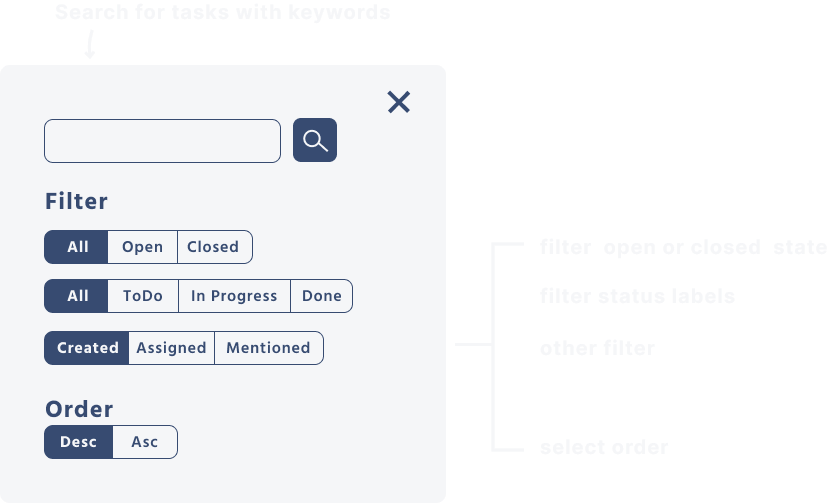 Search for tasks with keywords
Filter
All Open Closed
filter open or closed state
All ToDo In Progress Done
filter status labels
Created Assigned Mentioned
other filter
Order
Desc Asc
select order